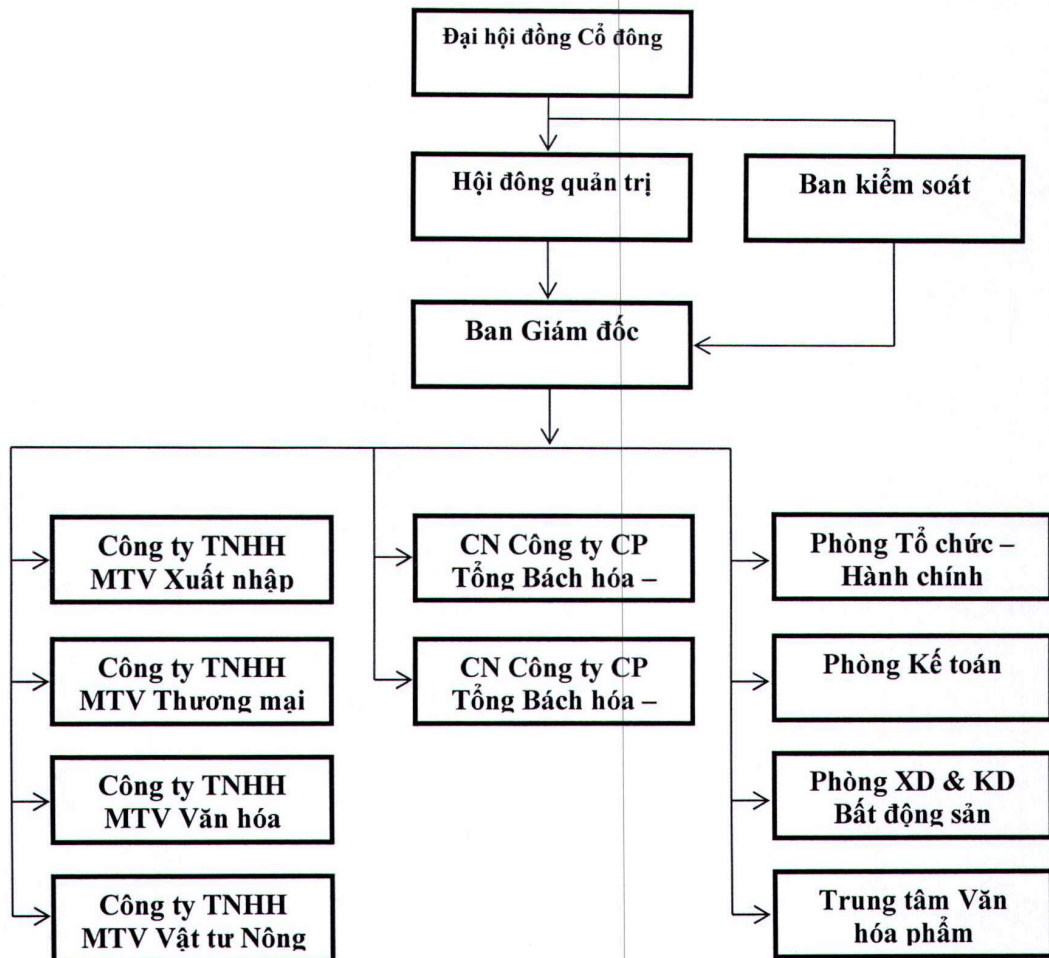 Đại hội đồng Cổ đông
Hội đông quản trị
Ban kiểm soát
Ban Giám đốc
Công ty TNHH
MTV Xuất nhập
CN Công ty CP
Tổng Bách hóa –
Phòng Tổ chức –
Hành chính
Công ty TNHH
MTV Thương mại
CN Công ty CP
Tổng Bách hóa –
Phòng Kế toán
Công ty TNHH
MTV Văn hóa
Phòng XD & KD
Bất động sản
Công ty TNHH
MTV Vật tư Nông
Trung tâm Văn
hóa phẩm